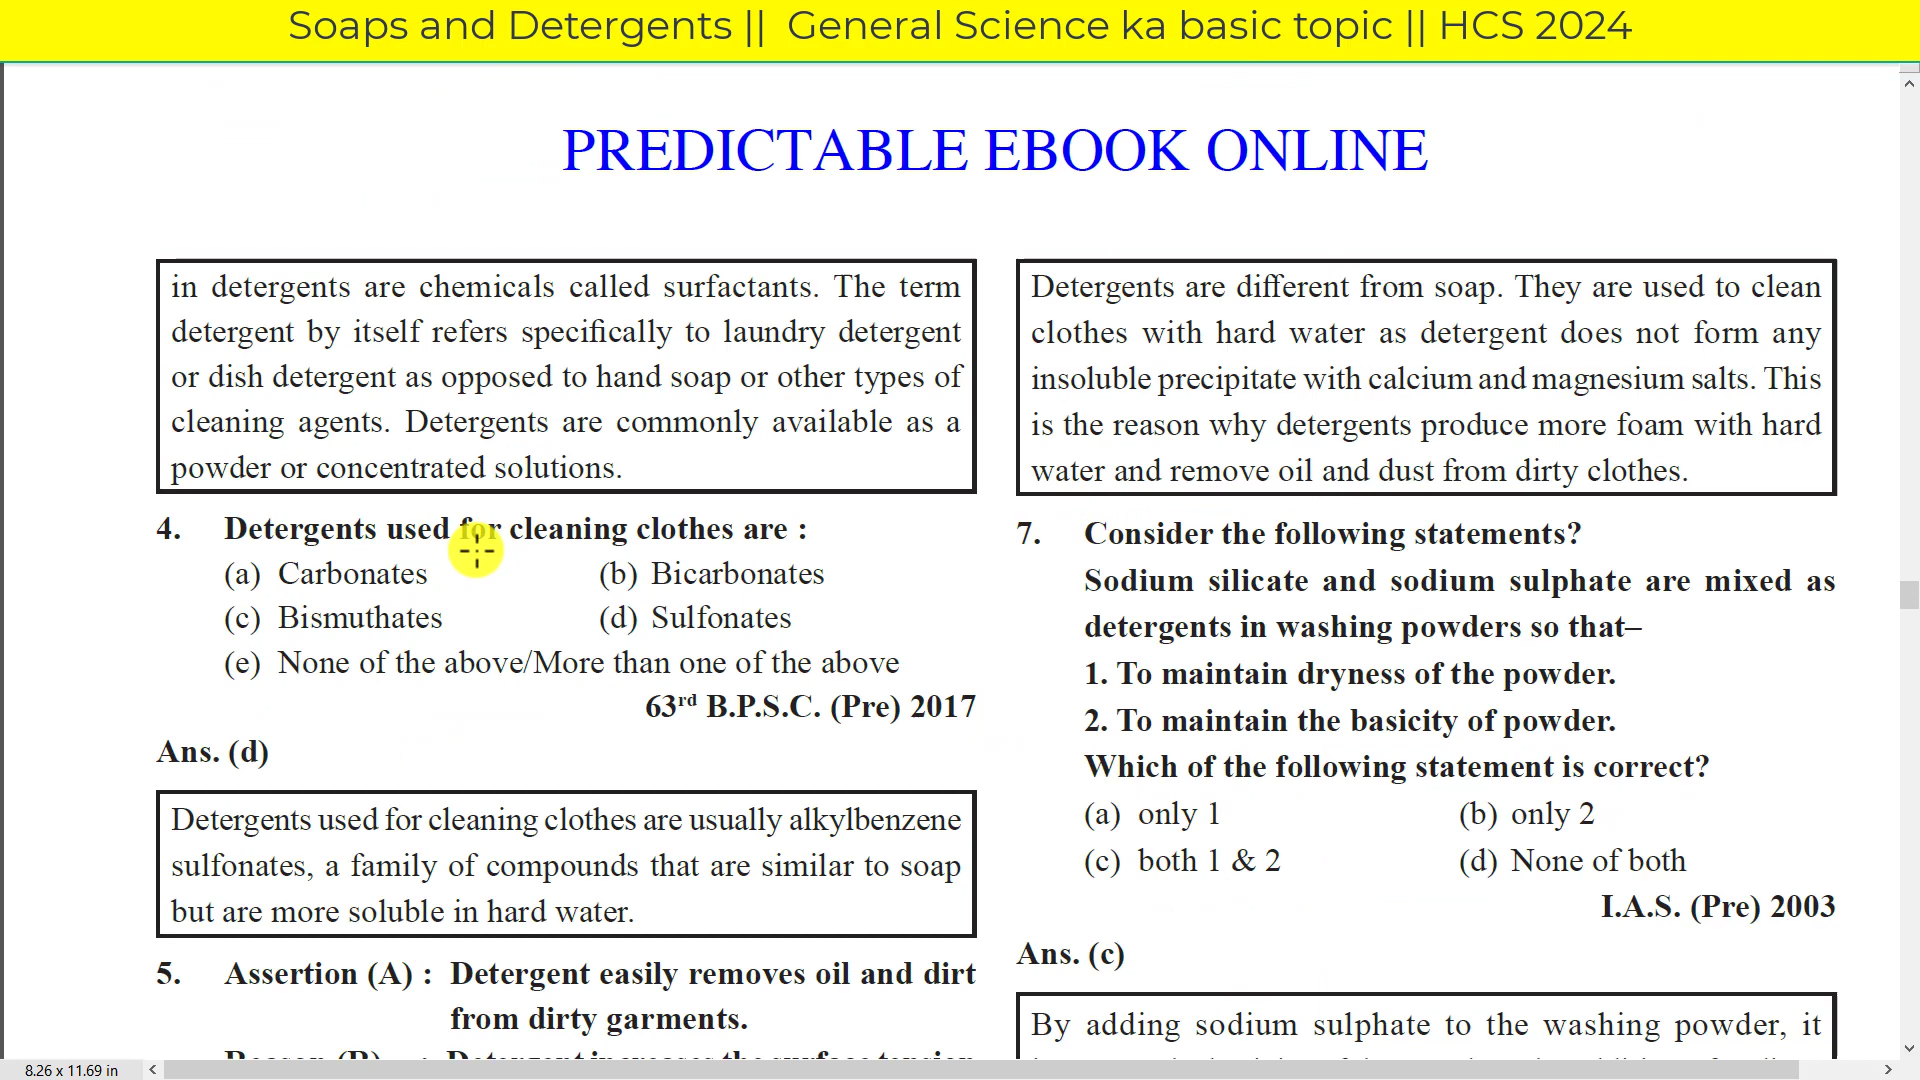 Soaps and Detergents || General Science ka basic topic || HCS 2024
PREDICTABLE EBOOK ONLINE
in detergents are chemicals called surfactants. The term
detergent by itself refers specifically to laundry detergent
or dish detergent as opposed to hand soap or other types of
cleaning agents. Detergents are commonly available as a
powder or concentrated solutions.
4. Detergents used for cleaning clothes are :
(a) Carbonates (b) Bicarbonates
(c) Bismuthates (d) Sulfonates
(e) None of the above/More than one of the above
63rd B.P.S.C. (Pre) 2017
Ans. (d)
Detergents used for cleaning clothes are usually alkylbenzene
sulfonates, a family of compounds that are similar to soap
but are more soluble in hard water.
5. Assertion (A) : Detergent easily removes oil and dirt
from dirty garments.
Reason (R) : Detergent increases the surface tension
Detergents are different from soap. They are used to clean
clothes with hard water as detergent does not form any
insoluble precipitate with calcium and magnesium salts. This
is the reason why detergents produce more foam with hard
water and remove oil and dust from dirty clothes.
7. Consider the following statements?
Sodium silicate and sodium sulphate are mixed as
detergents in washing powders so that–
1. To maintain dryness of the powder.
2. To maintain the basicity of powder.
Which of the following statement is correct?
(a) only 1 (b) only 2
(c) both 1 & 2 (d) None of both
I.A.S. (Pre) 2003
Ans. (c)
By adding sodium sulphate to the washing powder, it
8.26 x 11.69 in